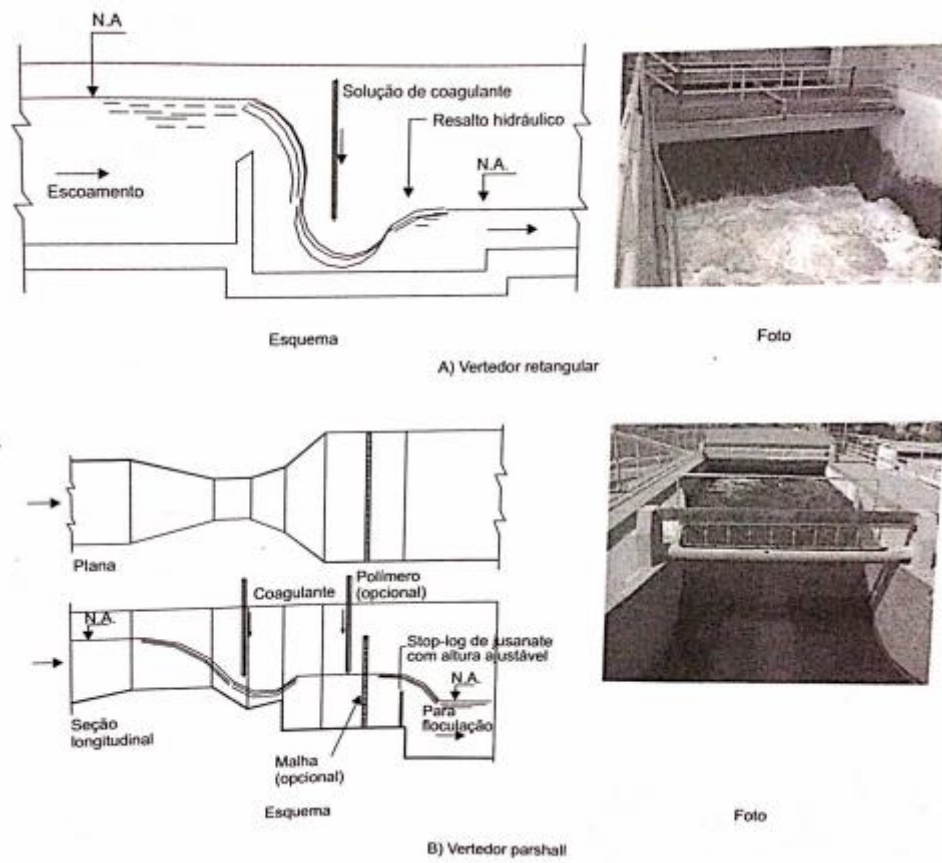 N.A
Solução de coagulante
Resalto hidráulico
N.A.
Escoamento
Esquema
Foto
A) Vertedor retangular
Plana
Coagulante
Polímero
(opcional)
N.A.
Stop-log de jusanate
com altura ajustável
N.A.
Para
floculação
Seção
longitudinal
Malha
(opcional)
Esquema
Foto
B) Vertedor parshall